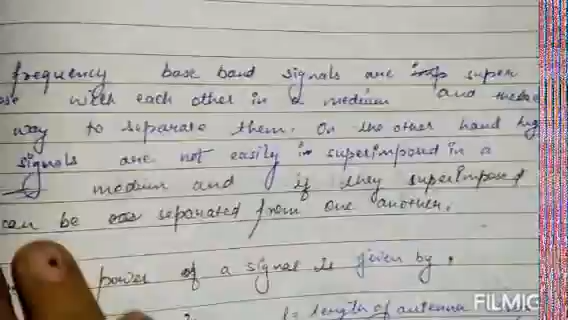 frequency base band signals are super
with each other in a medium and
way to separate them. On the other hand hig
signals are not easily superimposed in a
medium and if they superimposed
can be separated from one another.
power of a signal is given by,
l = length of antenna
FILMIG